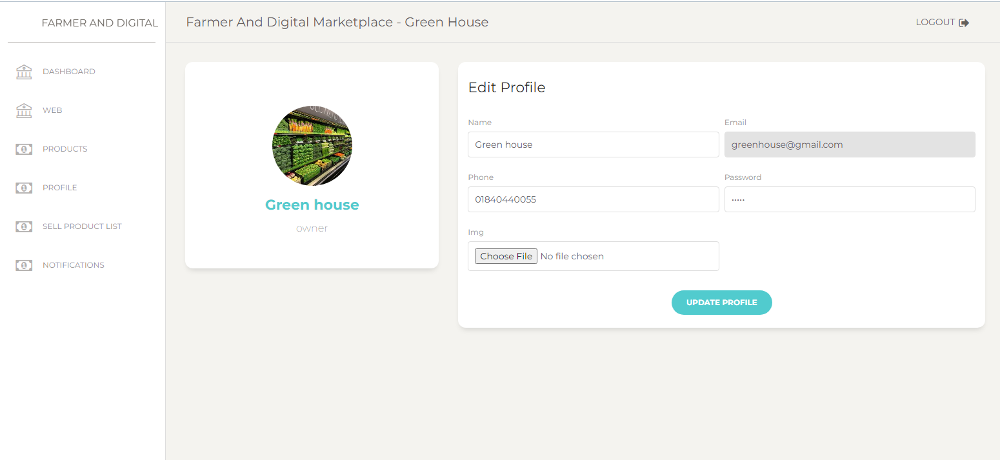 FARMER AND DIGITAL
Farmer And Digital Marketplace - Green House
LOGOUT
DASHBOARD
WEB
PRODUCTS
PROFILE
SELL PRODUCT LIST
NOTIFICATIONS
Green house
owner
Edit Profile
Name
Email
Green house
greenhouse@gmail.com
Phone
Password
01840440055
•••••
Img
Choose File No file chosen
UPDATE PROFILE